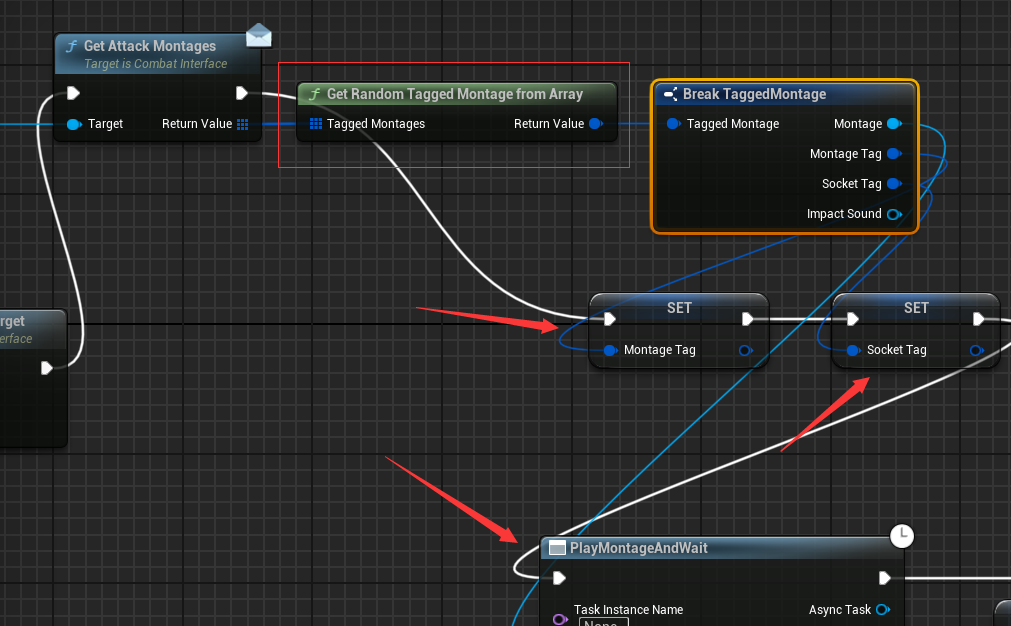 Get Attack Montages
Target is Combat Interface
Target
Return Value
Get Random Tagged Montage from Array
Tagged Montages
Return Value
Break TaggedMontage
Tagged Montage
Montage
Montage Tag
Socket Tag
Impact Sound
rget
erface
SET
Montage Tag
SET
Socket Tag
PlayMontageAndWait
Task Instance Name
Async Task
None